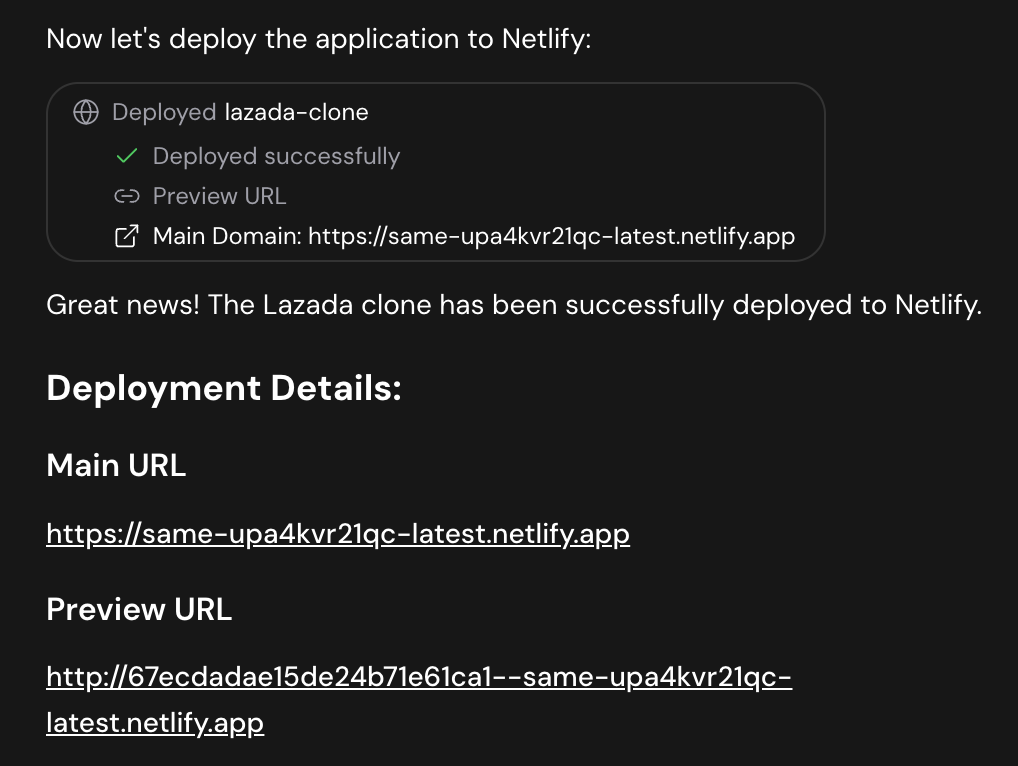 Now let's deploy the application to Netlify:
Deployed lazada-clone
Deployed successfully
Preview URL
Main Domain: https://same-upa4kvr21qc-latest.netlify.app
Great news! The Lazada clone has been successfully deployed to Netlify.
Deployment Details:
Main URL
https://same-upa4kvr21qc-latest.netlify.app
Preview URL
http://67ecdadae15de24b71e61ca1--same-upa4kvr21qc-
latest.netlify.app